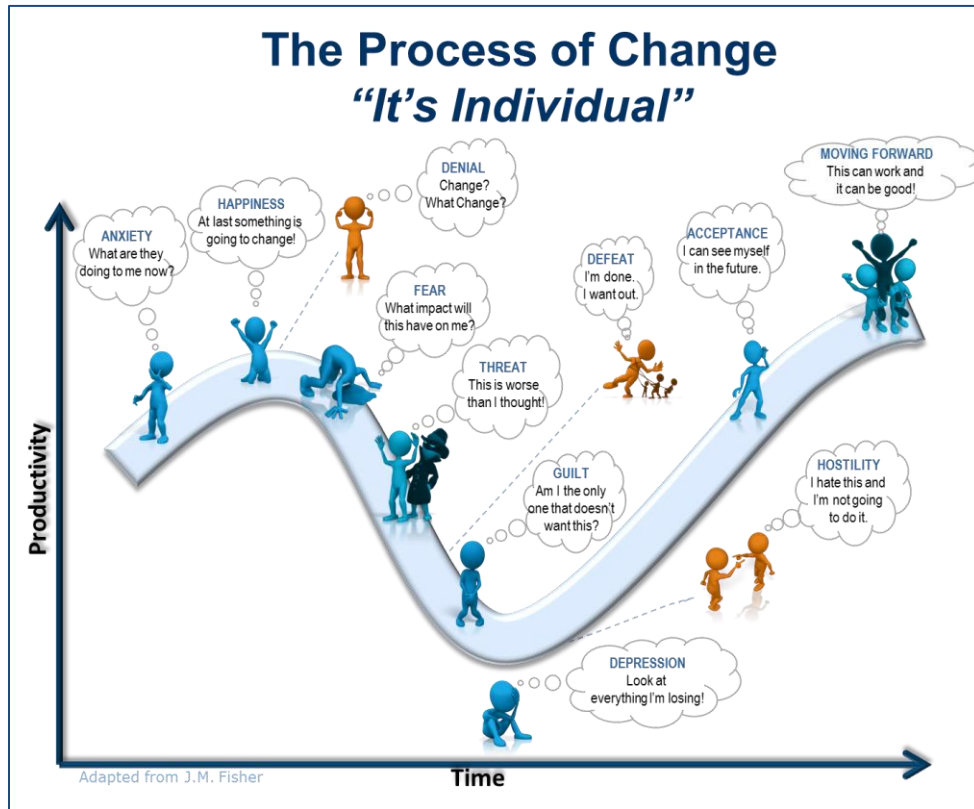 The Process of Change
“It’s Individual”
DENIAL
Change?
What Change?
MOVING FORWARD
This can work and
it can be good!
HAPPINESS
At last something is
going to change!
ANXIETY
What are they
doing to me now?
ACCEPTANCE
I can see myself
in the future.
DEFEAT
I’m done.
I want out.
FEAR
What impact will
this have on me?
THREAT
This is worse
than I thought!
GUILT
Am I the only
one that doesn’t
want this?
HOSTILITY
I hate this and
I’m not going
to do it.
DEPRESSION
Look at
everything I’m losing!
Productivity
Time
Adapted from J.M. Fisher